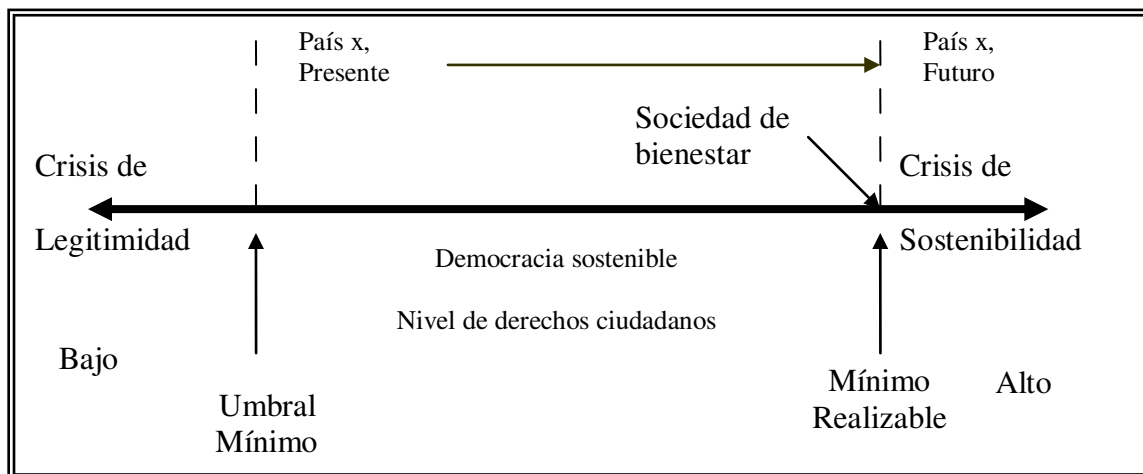 País x,
Presente
País x,
Futuro
Sociedad de
bienestar
Crisis de
Legitimidad
Crisis de
Sostenibilidad
Democracia sostenible
Nivel de derechos ciudadanos
Bajo
Umbral
Mínimo
Mínimo
Realizable
Alto